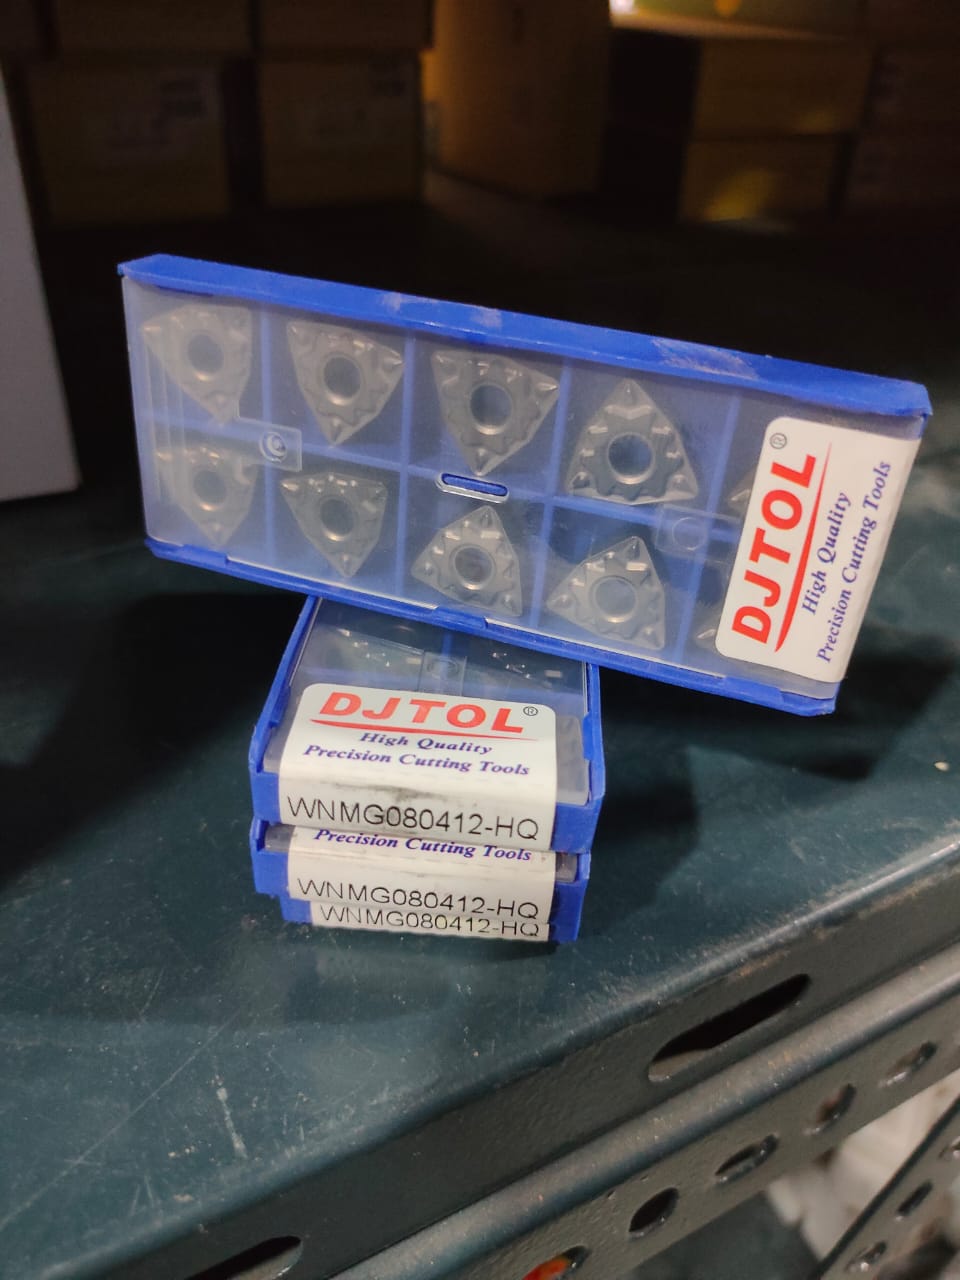 DJTOL®
High Quality
Precision Cutting Tools
DJTOL®
High Quality
Precision Cutting Tools
WNMG080412-HQ
Precision Cutting Tools
WNMG080412-HQ
WNMG080412-HQ